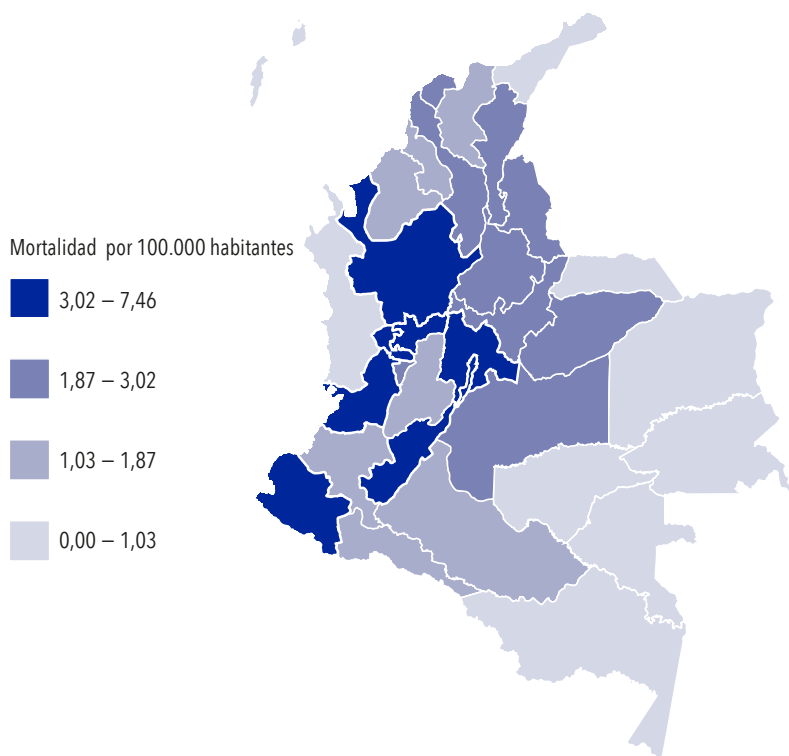 Mortalidad por 100.000 habitantes
3,02 – 7,46
1,87 – 3,02
1,03 – 1,87
0,00 – 1,03